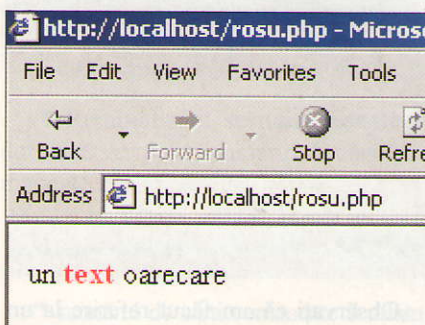 http://localhost/rosu.php - Microso
File Edit View Favorites Tools
Back Forward Stop Refre
Address http://localhost/rosu.php
un text oarecare